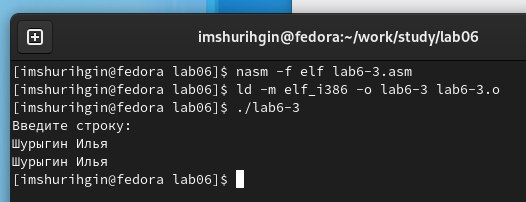 imshurihgin@fedora:~/work/study/lab06
[imshurihgin@fedora lab06]$ nasm -f elf lab6-3.asm
[imshurihgin@fedora lab06]$ ld -m elf_i386 -o lab6-3 lab6-3.o
[imshurihgin@fedora lab06]$ ./lab6-3
Введите строку:
Шурыгин Илья
Шурыгин Илья
[imshurihgin@fedora lab06]$